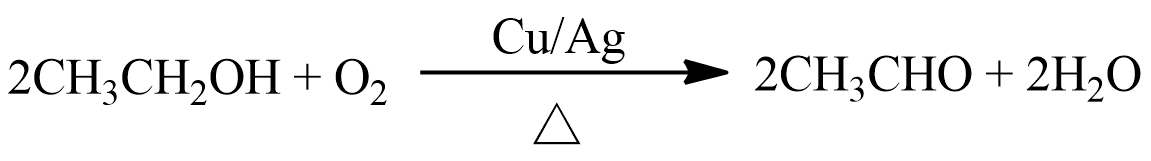 Cu/Ag
2CH₃CH₂OH + O₂ ⟶ 2CH₃CHO + 2H₂O
△